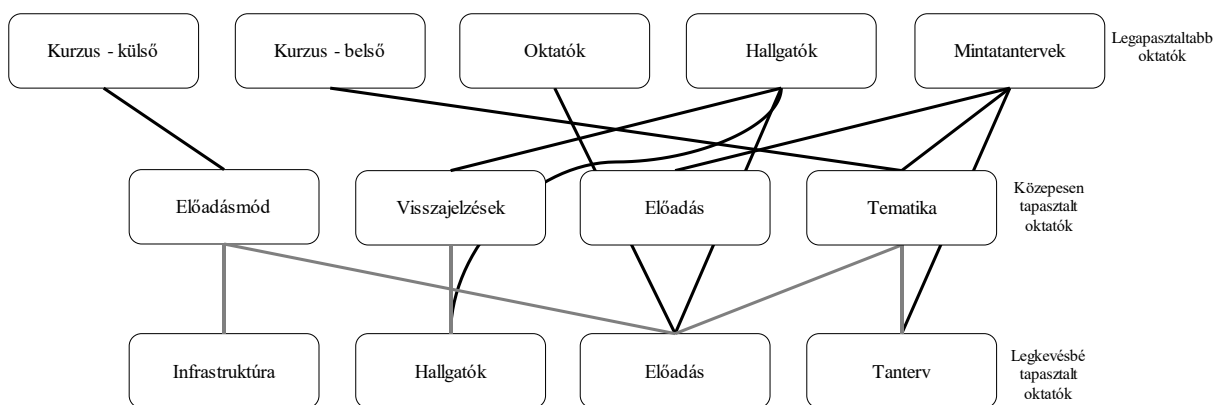 Kurzus - külső
Kurzus - belső
Oktatók
Hallgatók
Mintatantervek
Legapasztaltabb
oktatók
Előadásmód
Visszajelzések
Előadás
Tematika
Közepesen
tapasztalt
oktatók
Infrastruktúra
Hallgatók
Előadás
Tanterv
Legkevésbé
tapasztalt
oktatók